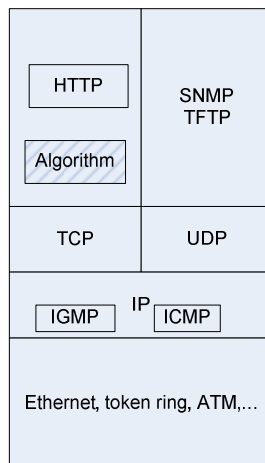 HTTP
Algorithm
SNMP
TFTP
TCP
UDP
IP
IGMP
ICMP
Ethernet, token ring, ATM,...